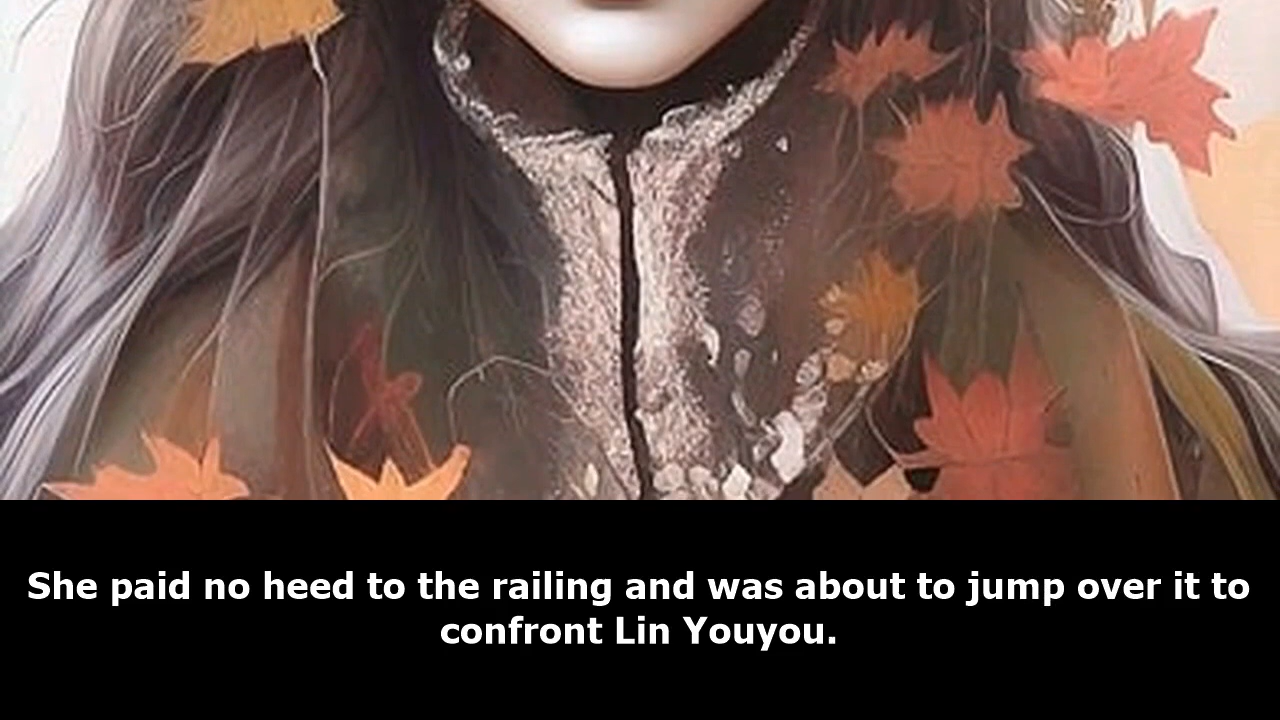 She paid no heed to the railing and was about to jump over it to
confront Lin Youyou.